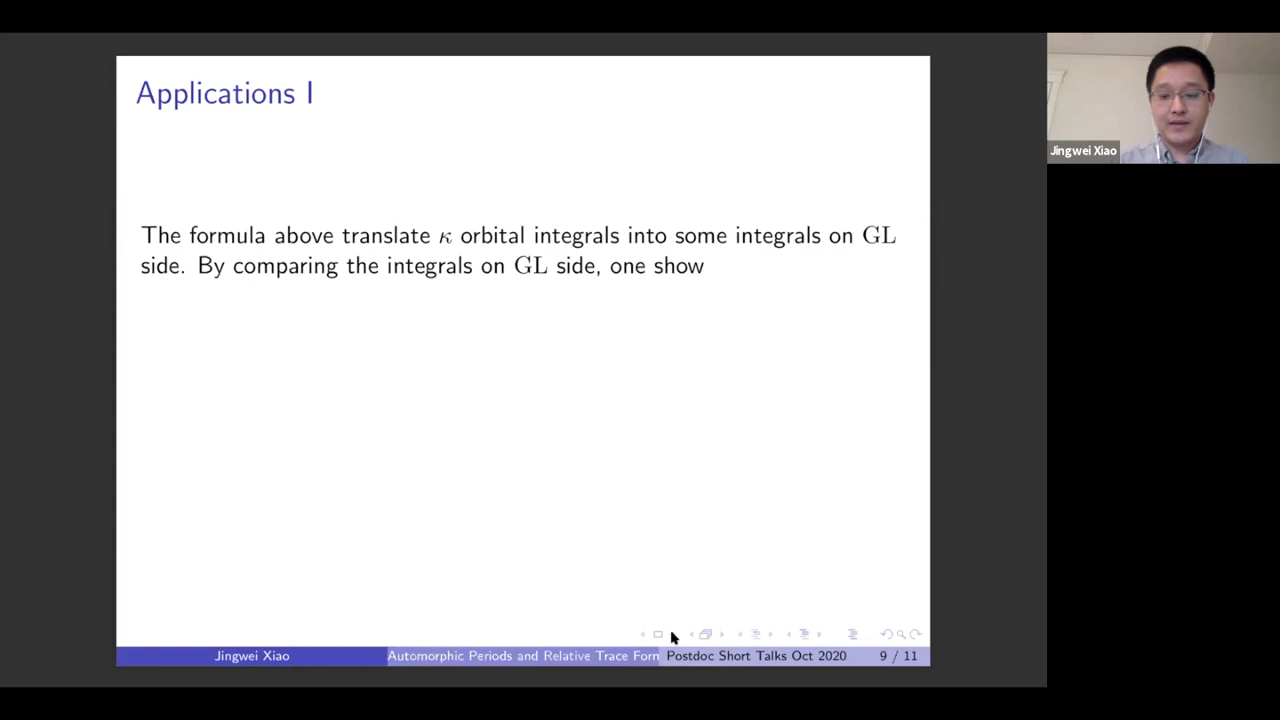 Applications I
The formula above translate κ orbital integrals into some integrals on GL
side. By comparing the integrals on GL side, one show
Jingwei Xiao
Jingwei Xiao
Automorphic Periods and Relative Trace Forn
Postdoc Short Talks Oct 2020
9 / 11